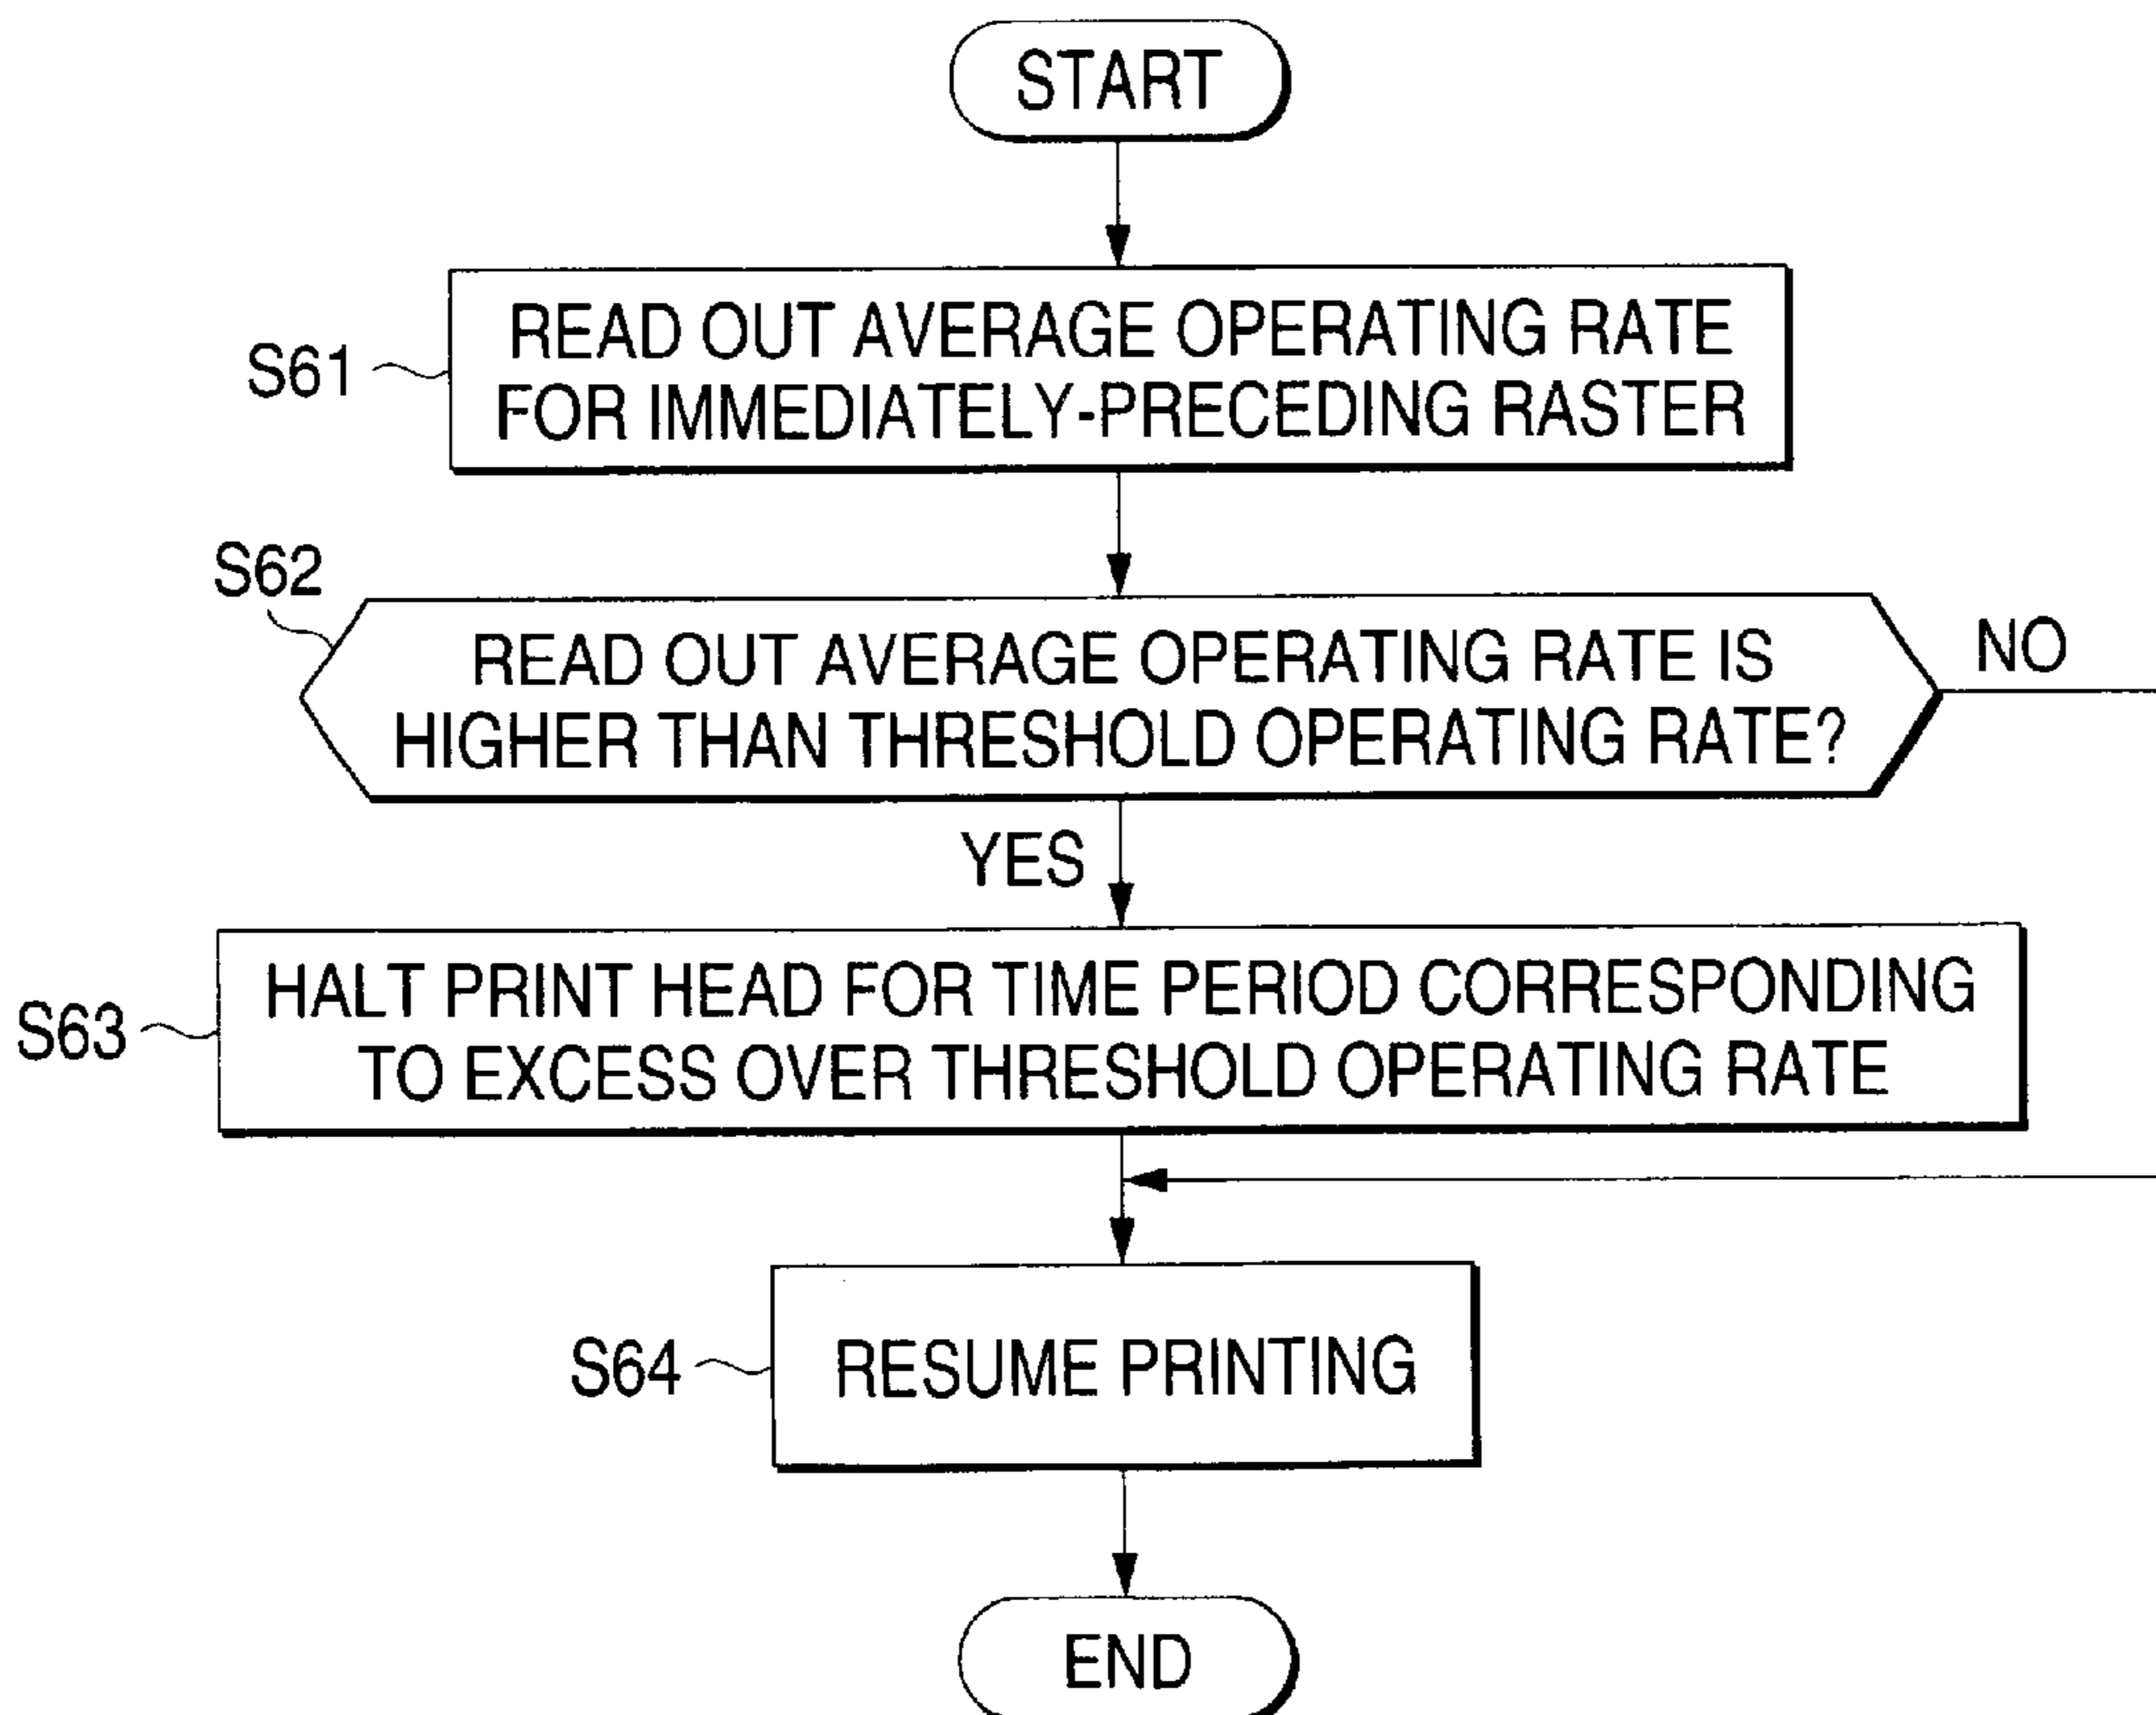 START
S61
READ OUT AVERAGE OPERATING RATE
FOR IMMEDIATELY-PRECEDING RASTER
S62
READ OUT AVERAGE OPERATING RATE IS
HIGHER THAN THRESHOLD OPERATING RATE?
NO
YES
S63
HALT PRINT HEAD FOR TIME PERIOD CORRESPONDING
TO EXCESS OVER THRESHOLD OPERATING RATE
S64
RESUME PRINTING
END